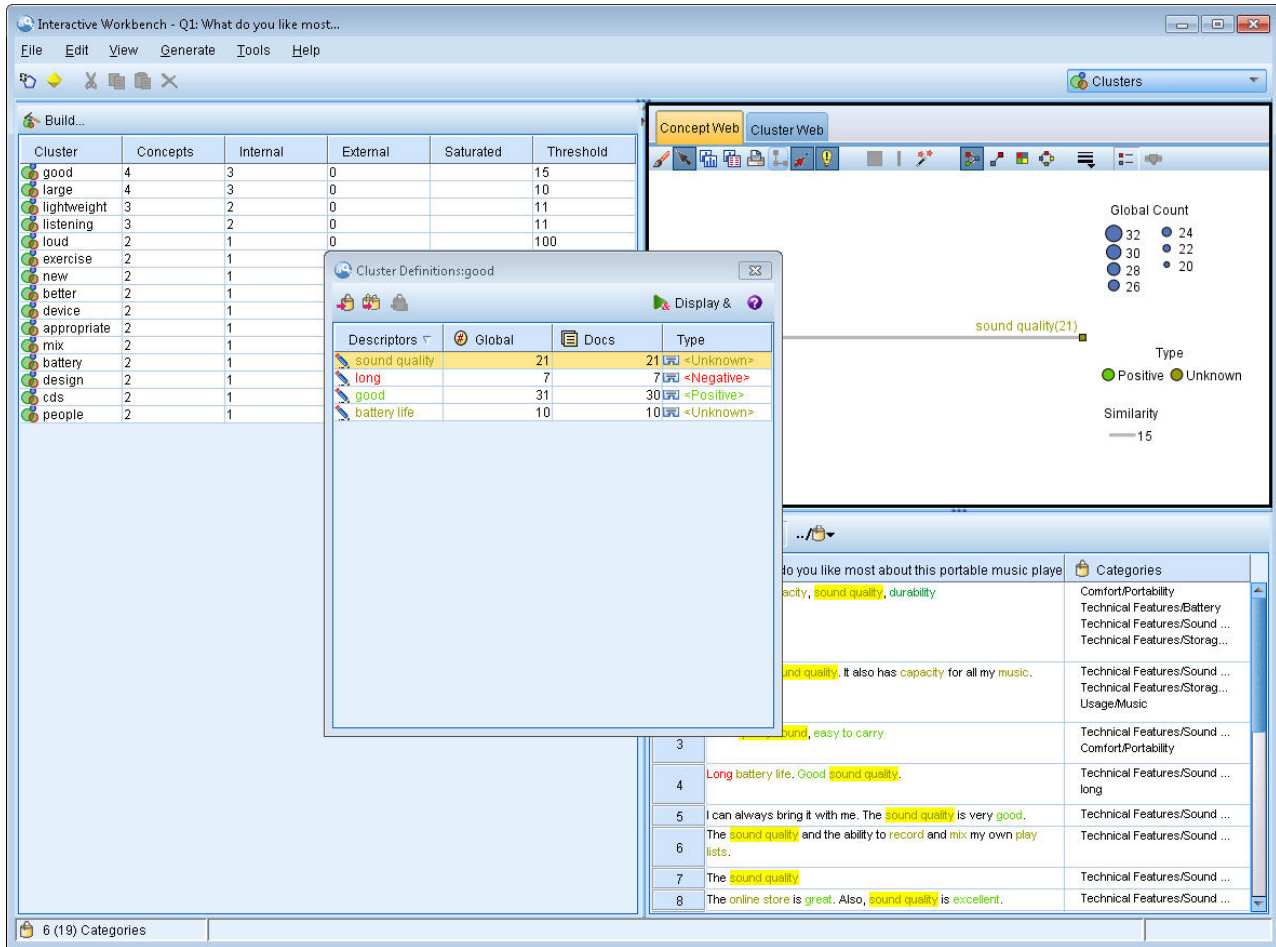 Interactive Workbench - Q1: What do you like most...
File Edit View Generate Tools Help
Clusters
Build...
Cluster Concepts Internal External Saturated Threshold
good 4 3 0 15
large 4 3 0 10
lightweight 3 2 0 11
listening 3 2 0 11
loud 2 1 0 100
exercise 2 1
new 2 1
better 2 1
device 2 1
appropriate 2 1
mix 2 1
battery 2 1
design 2 1
cds 2 1
people 2 1
Cluster Definitions:good
Display &
Descriptors Global Docs Type
sound quality 21 21 <Unknown>
long 7 7 <Negative>
good 31 30 <Positive>
battery life 10 10 <Unknown>
Concept Web Cluster Web
Global Count
32 24
30 22
28 20
26
sound quality(21)
Type
Positive Unknown
Similarity
15
../
do you like most about this portable music playe Categories
acity, sound quality, durability Comfort/Portability
Technical Features/Battery
Technical Features/Sound ...
Technical Features/Storag...
und quality. It also has capacity for all my music. Technical Features/Sound ...
Technical Features/Storag...
Usage/Music
3 ound, easy to carry Technical Features/Sound ...
Comfort/Portability
4 Long battery life. Good sound quality. Technical Features/Sound ...
long
5 I can always bring it with me. The sound quality is very good. Technical Features/Sound ...
6 The sound quality and the ability to record and mix my own play Technical Features/Sound ...
lists.
7 The sound quality Technical Features/Sound ...
8 The online store is great. Also, sound quality is excellent. Technical Features/Sound ...
6 (19) Categories